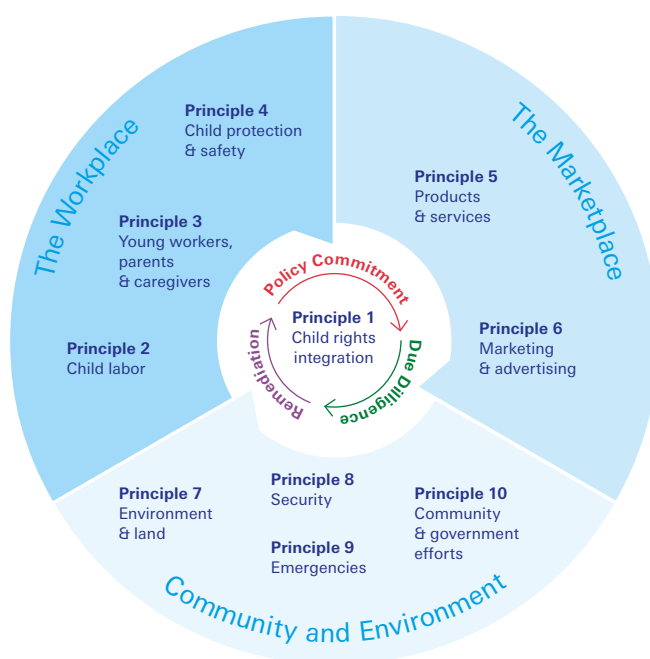 The Workplace
Principle 4
Child protection
& safety
Principle 3
Young workers,
parents
& caregivers
Principle 2
Child labor
The Marketplace
Principle 5
Products
& services
Principle 6
Marketing
& advertising
Policy Commitment
Due Diligence
Remediation
Principle 1
Child rights
integration
Principle 7
Environment
& land
Principle 8
Security
Principle 9
Emergencies
Principle 10
Community
& government
efforts
Community and Environment